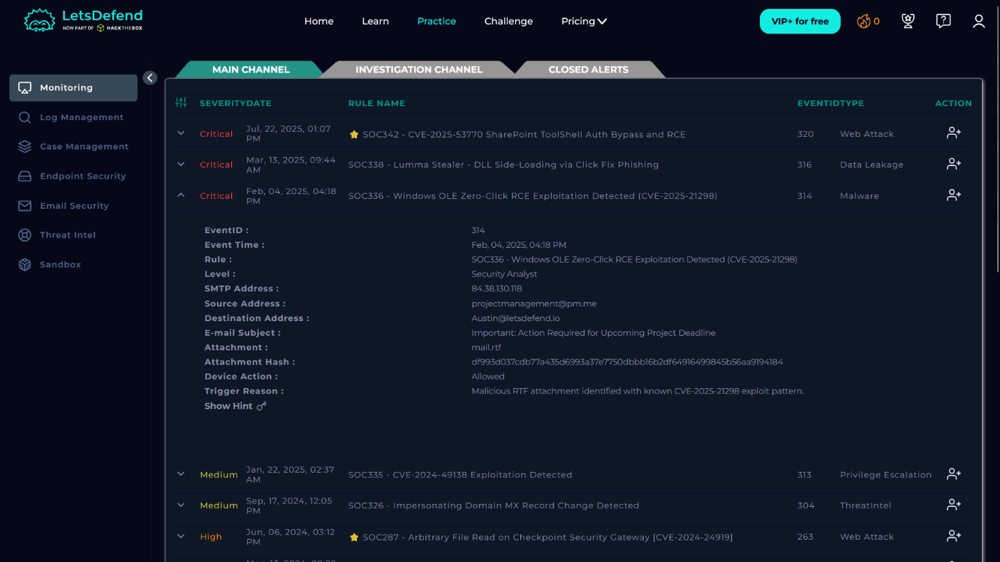 LetsDefend
NOW PART OF HACKTHEBOX
Home
Learn
Practice
Challenge
Pricing
VIP+ for free
0
Monitoring
Log Management
Case Management
Endpoint Security
Email Security
Threat Intel
Sandbox
MAIN CHANNEL
INVESTIGATION CHANNEL
CLOSED ALERTS
SEVERITY DATE RULE NAME EVENTID TYPE ACTION
Critical Jul, 22, 2025, 01:07 PM SOC342 - CVE-2025-53770 SharePoint ToolShell Auth Bypass and RCE 320 Web Attack
Critical Mar, 13, 2025, 09:44 AM SOC338 - Lumma Stealer - DLL Side-Loading via Click Fix Phishing 316 Data Leakage
Critical Feb, 04, 2025, 04:18 PM SOC336 - Windows OLE Zero-Click RCE Exploitation Detected (CVE-2025-21298) 314 Malware
EventID : 314
Event Time : Feb, 04, 2025, 04:18 PM
Rule : SOC336 - Windows OLE Zero-Click RCE Exploitation Detected (CVE-2025-21298)
Level : Security Analyst
SMTP Address : 84.38.130.118
Source Address : projectmanagement@pm.me
Destination Address : Austin@letsdefend.io
E-mail Subject : Important: Action Required for Upcoming Project Deadline
Attachment : mail.rtf
Attachment Hash : df993d037cdb77a435d6993a37e7750dbbb16b2df64916499845b56aa9194184
Device Action : Allowed
Trigger Reason : Malicious RTF attachment identified with known CVE-2025-21298 exploit pattern.
Show Hint
Medium Jan, 22, 2025, 02:37 AM SOC335 - CVE-2024-49138 Exploitation Detected 313 Privilege Escalation
Medium Sep, 17, 2024, 12:05 PM SOC326 - Impersonating Domain MX Record Change Detected 304 ThreatIntel
High Jun, 06, 2024, 03:12 PM SOC287 - Arbitrary File Read on Checkpoint Security Gateway [CVE-2024-24919] 263 Web Attack